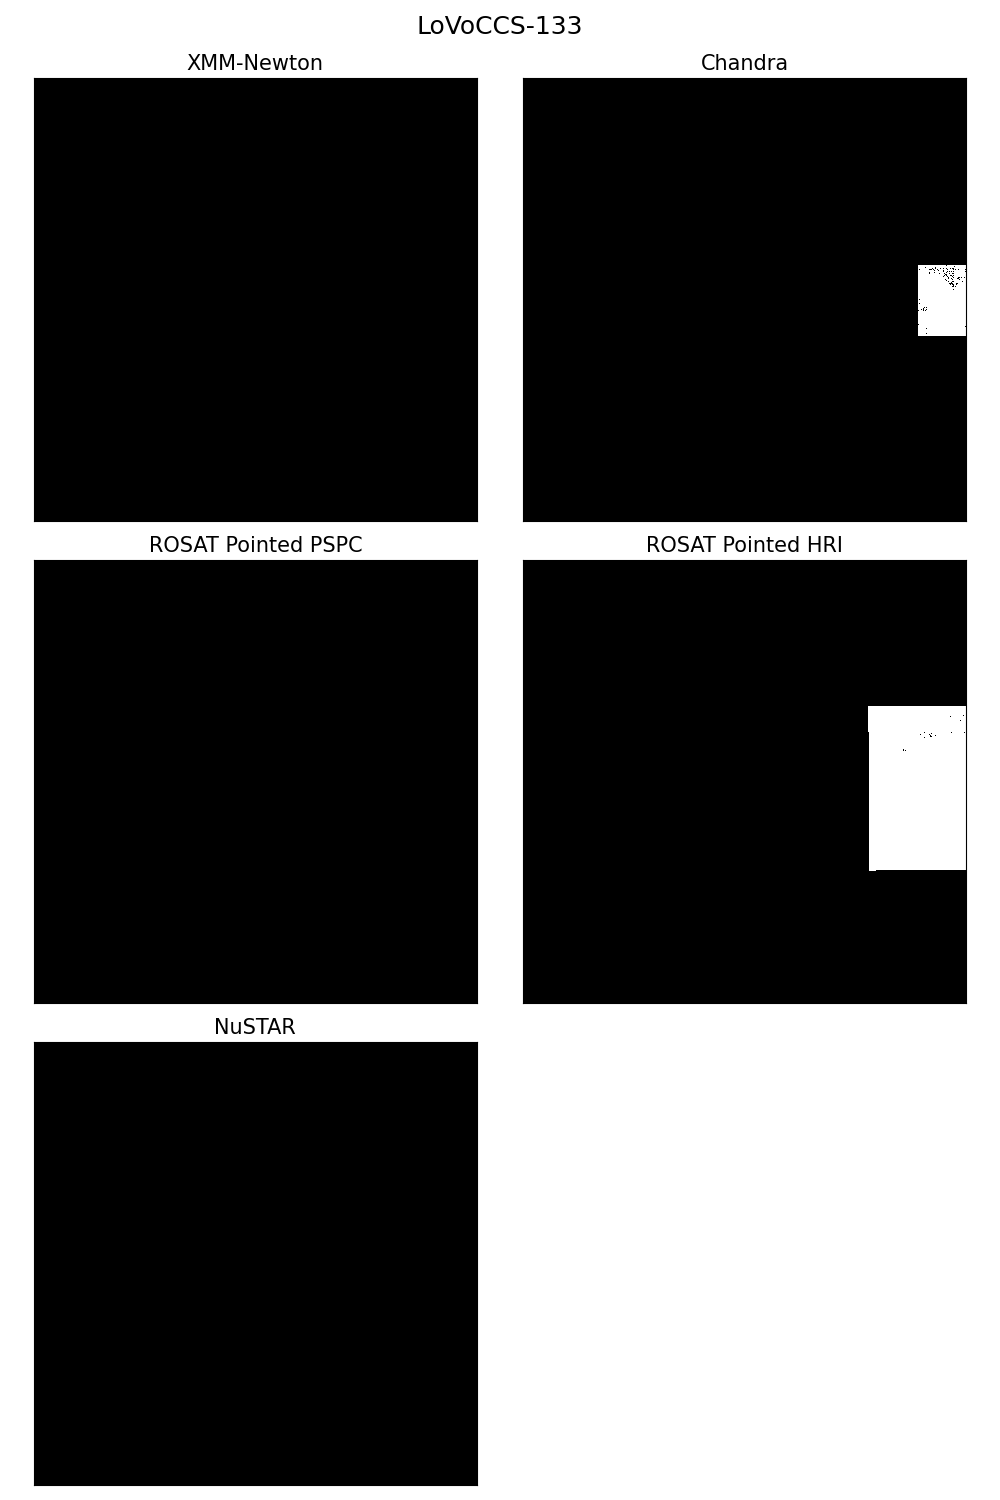 LoVoCCS-133
XMM-Newton
Chandra
ROSAT Pointed PSPC
ROSAT Pointed HRI
NuSTAR